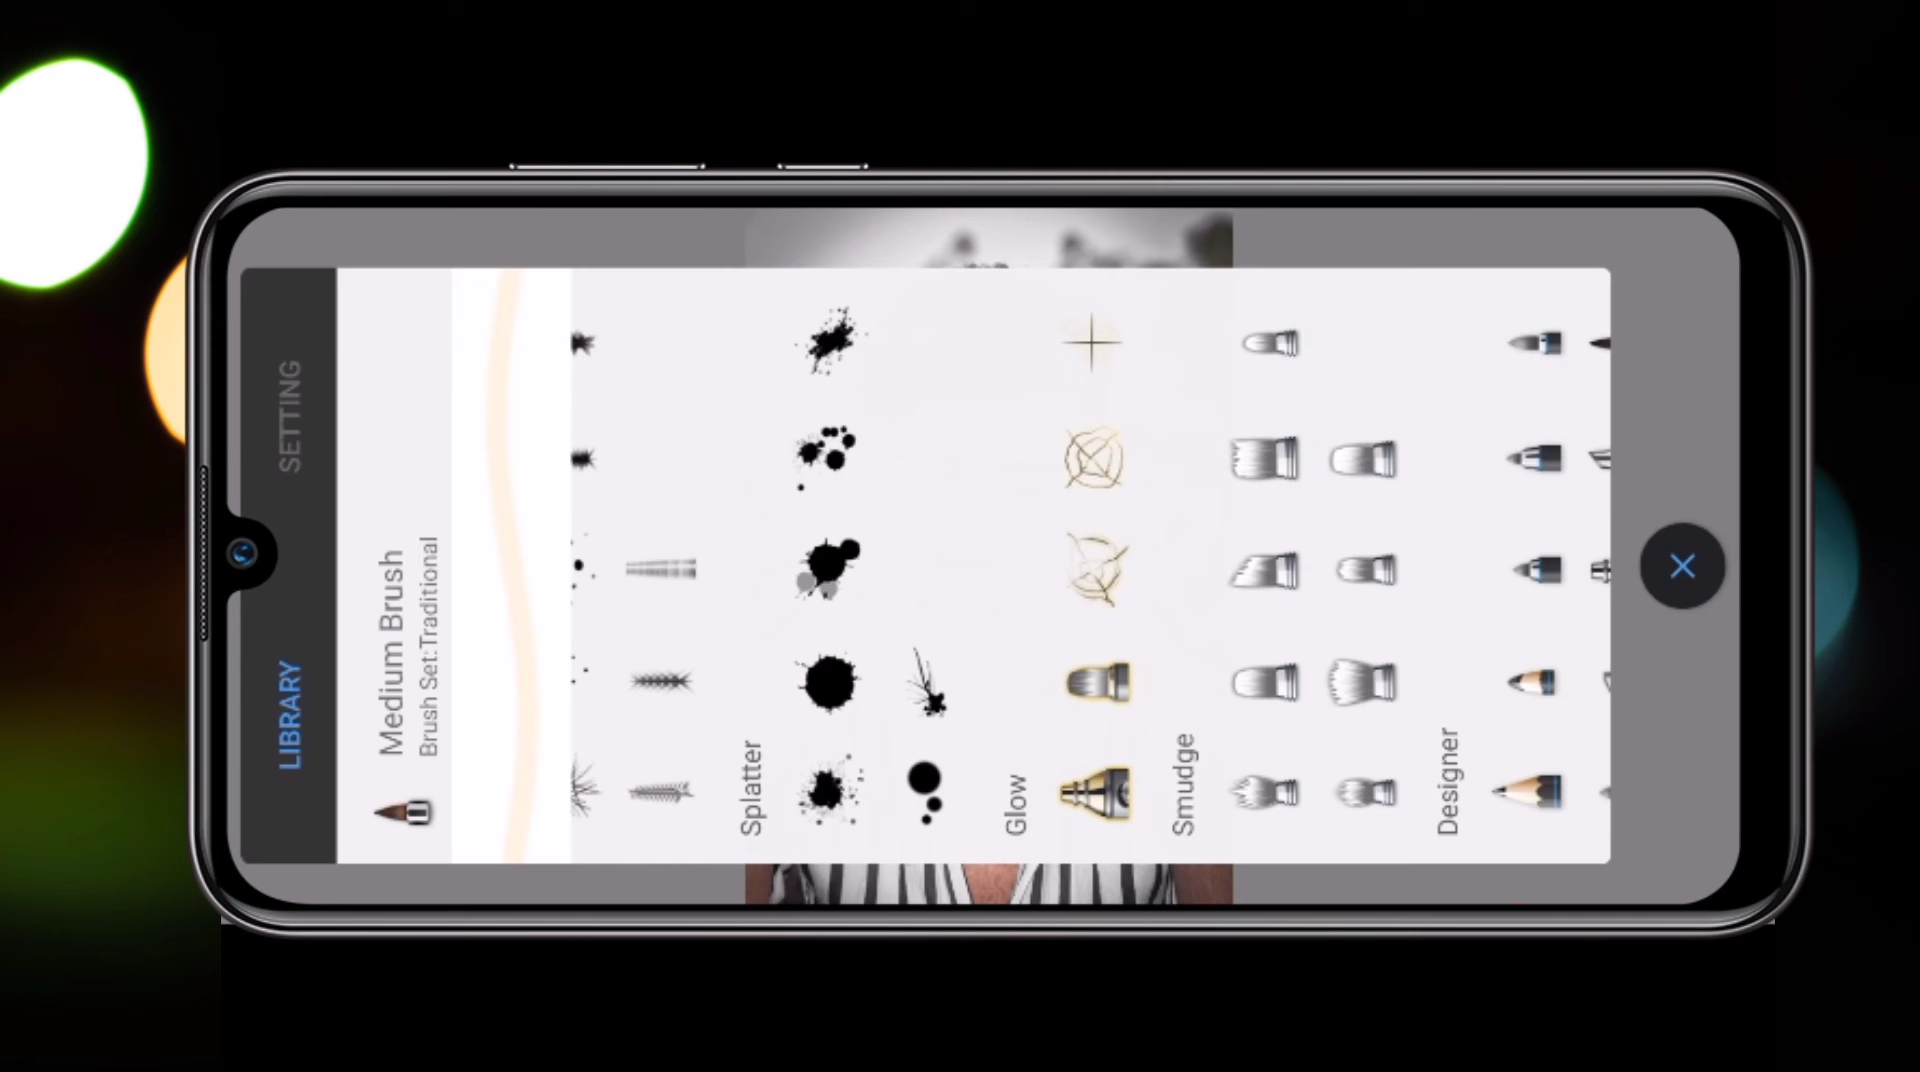 LIBRARY
SETTING
Medium Brush
Brush Set:Traditional
Splatter
Glow
Smudge
Designer